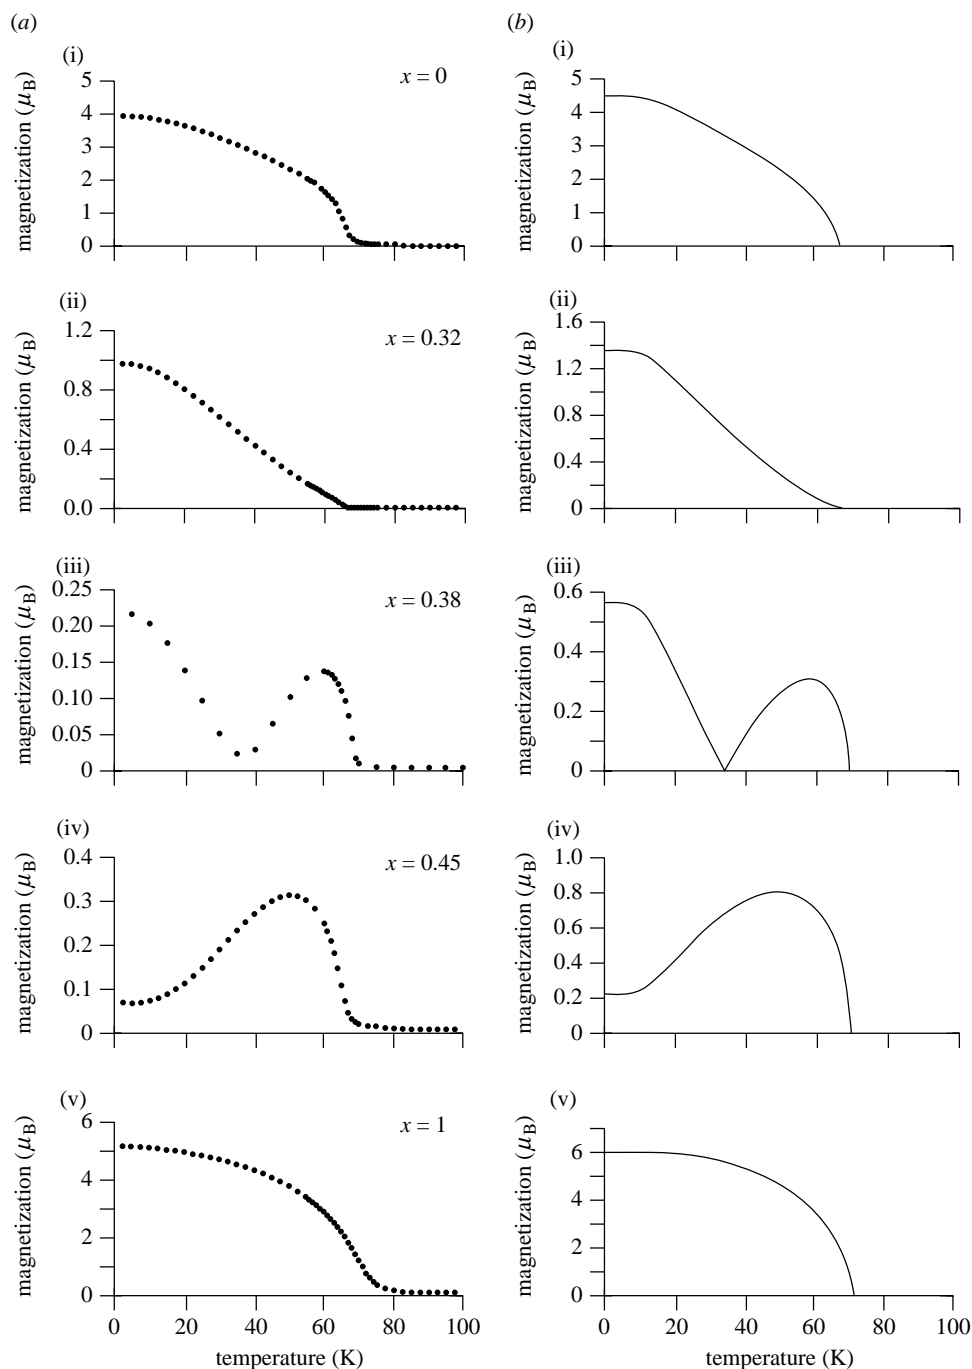 (a)
(b)
(i)
x = 0
magnetization (μB)
5
4
3
2
1
0
(i)
magnetization (μB)
5
4
3
2
1
0
(ii)
x = 0.32
magnetization (μB)
1.2
0.8
0.4
0.0
(ii)
magnetization (μB)
1.6
1.2
0.8
0.4
0
(iii)
x = 0.38
magnetization (μB)
0.25
0.20
0.15
0.10
0.05
0
(iii)
magnetization (μB)
0.6
0.4
0.2
0
(iv)
x = 0.45
magnetization (μB)
0.4
0.3
0.2
0.1
0
(iv)
magnetization (μB)
1.0
0.8
0.6
0.4
0.2
0
(v)
x = 1
magnetization (μB)
6
4
2
0
0 20 40 60 80 100
temperature (K)
(v)
magnetization (μB)
6
4
2
0
0 20 40 60 80 100
temperature (K)